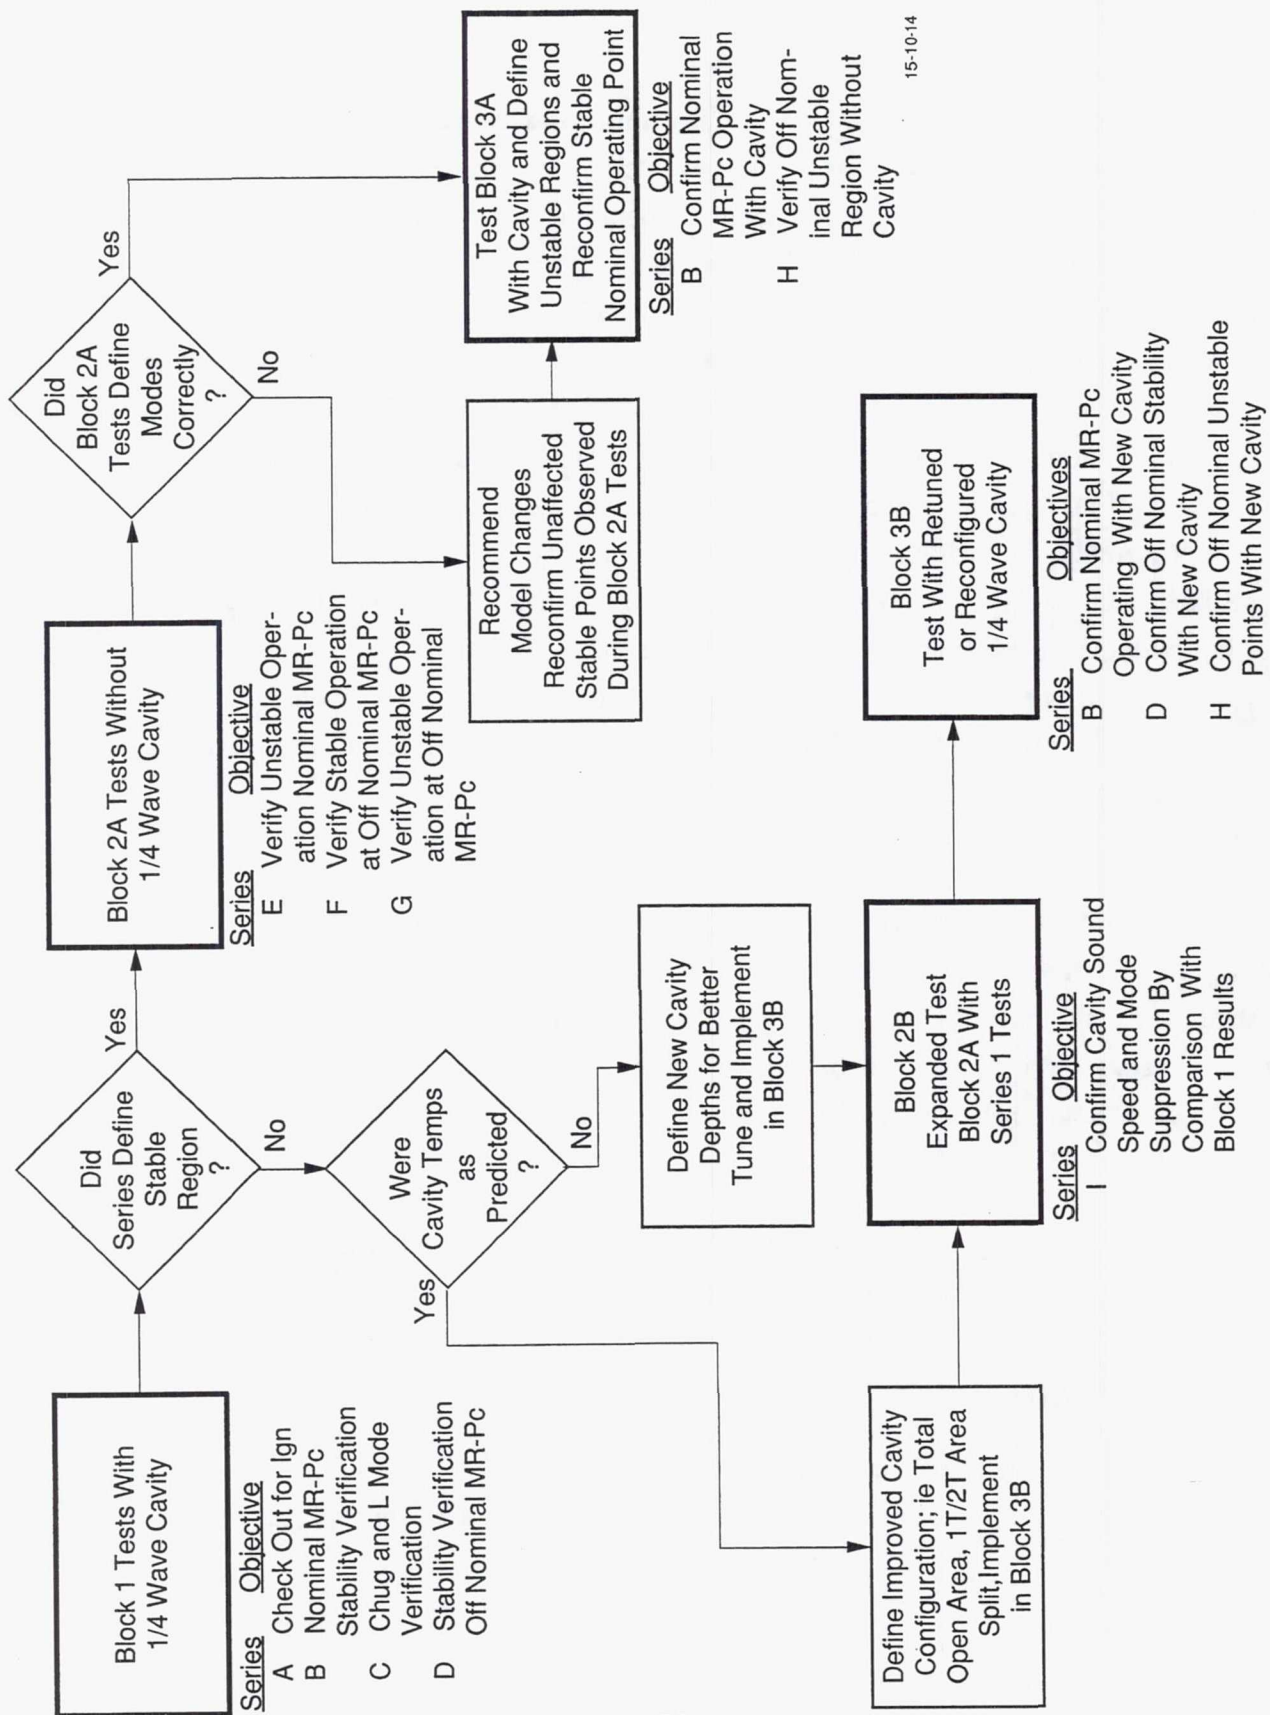 Block 1 Tests With
1/4 Wave Cavity
Series Objective
A Check Out for Ign
B Nominal MR-Pc
Stability Verification
C Chug and L Mode
Verification
D Stability Verification
Off Nominal MR-Pc
Did
Series Define
Stable
Region
?
Yes
No
Block 2A Tests Without
1/4 Wave Cavity
Series Objective
E Verify Unstable Oper-
ation Nominal MR-Pc
F Verify Stable Operation
at Off Nominal MR-Pc
G Verify Unstable Oper-
ation at Off Nominal
MR-Pc
Did
Block 2A
Tests Define
Modes
Correctly
?
Yes
No
Were
Cavity Temps
as
Predicted
?
Yes
No
Recommend
Model Changes
Reconfirm Unaffected
Stable Points Observed
During Block 2A Tests
Test Block 3A
With Cavity and Define
Unstable Regions and
Reconfirm Stable
Nominal Operating Point
Series Objective
B Confirm Nominal
MR-Pc Operation
With Cavity
H Verify Off Nom-
inal Unstable
Region Without
Cavity
Define New Cavity
Depths for Better
Tune and Implement
in Block 3B
Define Improved Cavity
Configuration; ie Total
Open Area, 1T/2T Area
Split,Implement
in Block 3B
Block 2B
Expanded Test
Block 2A With
Series 1 Tests
Series Objective
I Confirm Cavity Sound
Speed and Mode
Suppression By
Comparison With
Block 1 Results
Block 3B
Test With Retuned
or Reconfigured
1/4 Wave Cavity
Series Objectives
B Confirm Nominal MR-Pc
Operating With New Cavity
D Confirm Off Nominal Stability
With New Cavity
H Confirm Off Nominal Unstable
Points With New Cavity
15-10-14